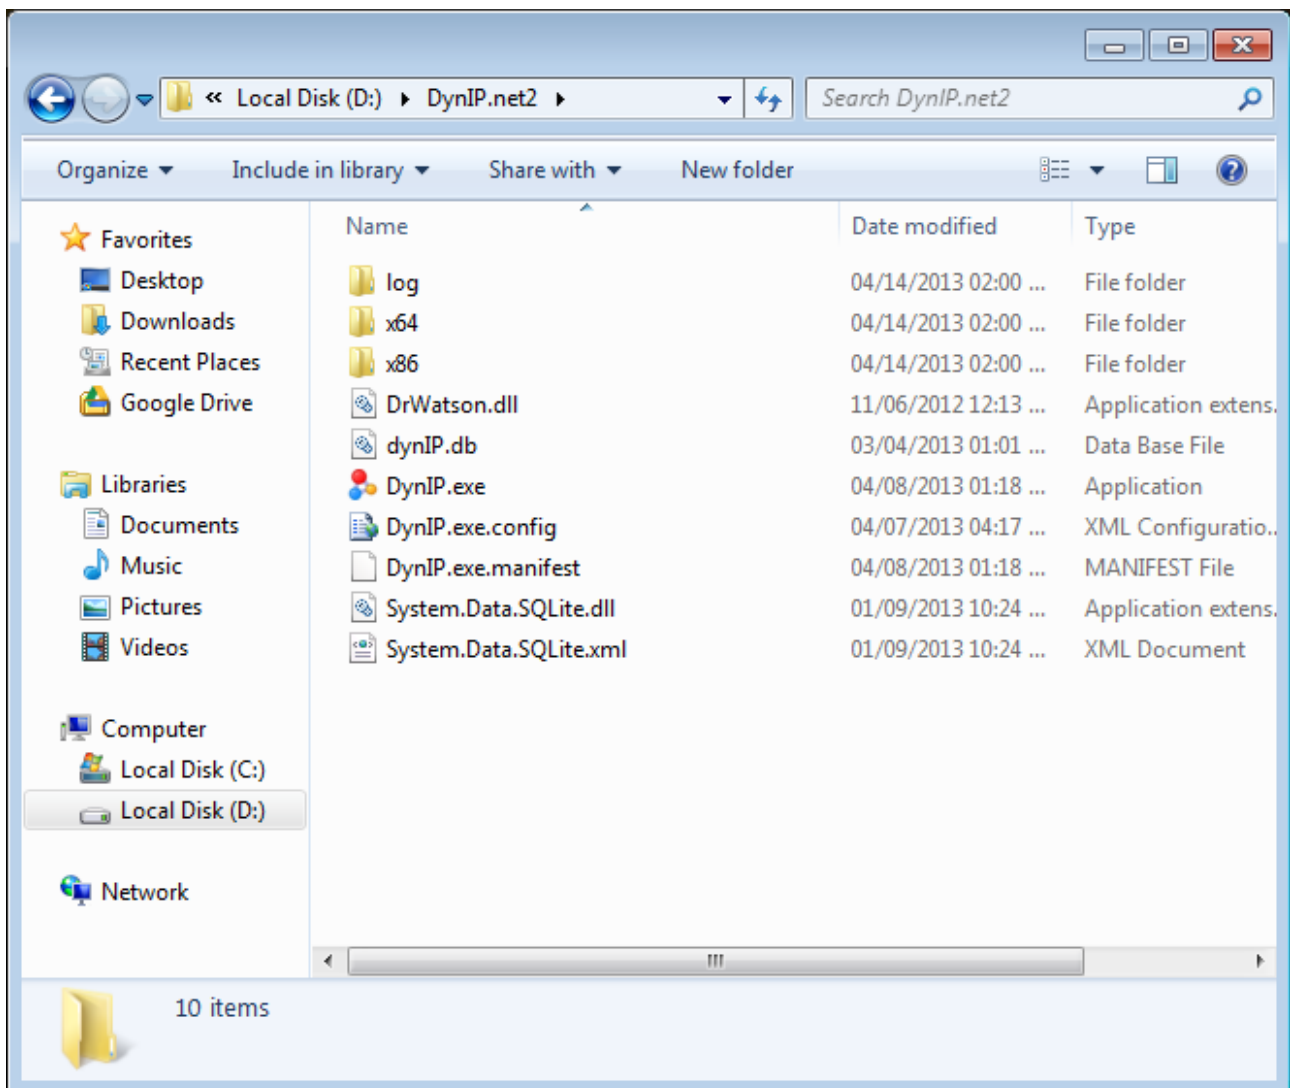 « Local Disk (D:) DynIP.net2 Search DynIP.net2
Organize Include in library Share with New folder
Favorites
Desktop
Downloads
Recent Places
Google Drive
Libraries
Documents
Music
Pictures
Videos
Computer
Local Disk (C:)
Local Disk (D:)
Network
Name Date modified Type
log 04/14/2013 02:00 ... File folder
x64 04/14/2013 02:00 ... File folder
x86 04/14/2013 02:00 ... File folder
DrWatson.dll 11/06/2012 12:13 ... Application extens.
dynIP.db 03/04/2013 01:01 ... Data Base File
DynIP.exe 04/08/2013 01:18 ... Application
DynIP.exe.config 04/07/2013 04:17 ... XML Configuratio..
DynIP.exe.manifest 04/08/2013 01:18 ... MANIFEST File
System.Data.SQLite.dll 01/09/2013 10:24 ... Application extens.
System.Data.SQLite.xml 01/09/2013 10:24 ... XML Document
10 items